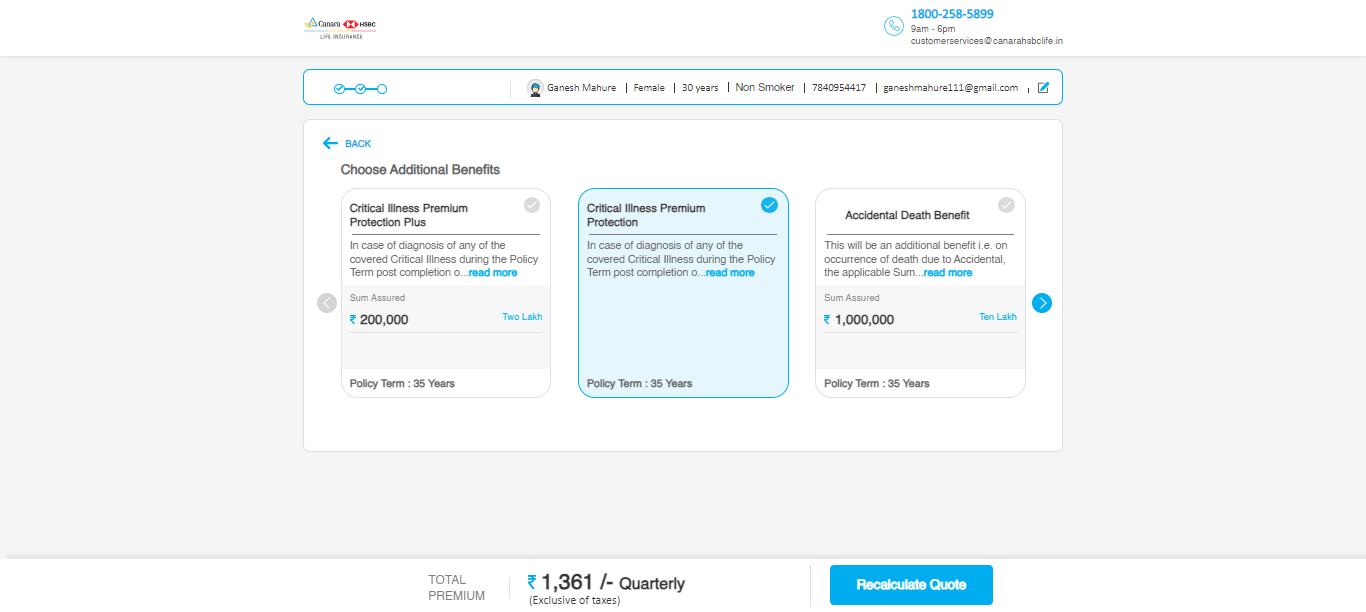 Canara HSBC
LIFE INSURANCE
1800-258-5899
9am - 6pm
customerservices@canarahsbclife.in
Ganesh Mahure | Female | 30 years | Non Smoker | 7840954417 | ganeshmahure111@gmail.com
BACK
Choose Additional Benefits
Critical Illness Premium
Protection Plus
In case of diagnosis of any of the
covered Critical Illness during the Policy
Term post completion o...read more
Sum Assured
₹ 200,000 Two Lakh
Policy Term : 35 Years
Critical Illness Premium
Protection
In case of diagnosis of any of the
covered Critical Illness during the Policy
Term post completion o...read more
Policy Term : 35 Years
Accidental Death Benefit
This will be an additional benefit i.e. on
occurrence of death due to Accidental,
the applicable Sum...read more
Sum Assured
₹ 1,000,000 Ten Lakh
Policy Term : 35 Years
TOTAL
PREMIUM
₹ 1,361 /- Quarterly
(Exclusive of taxes)
Recalculate Quote